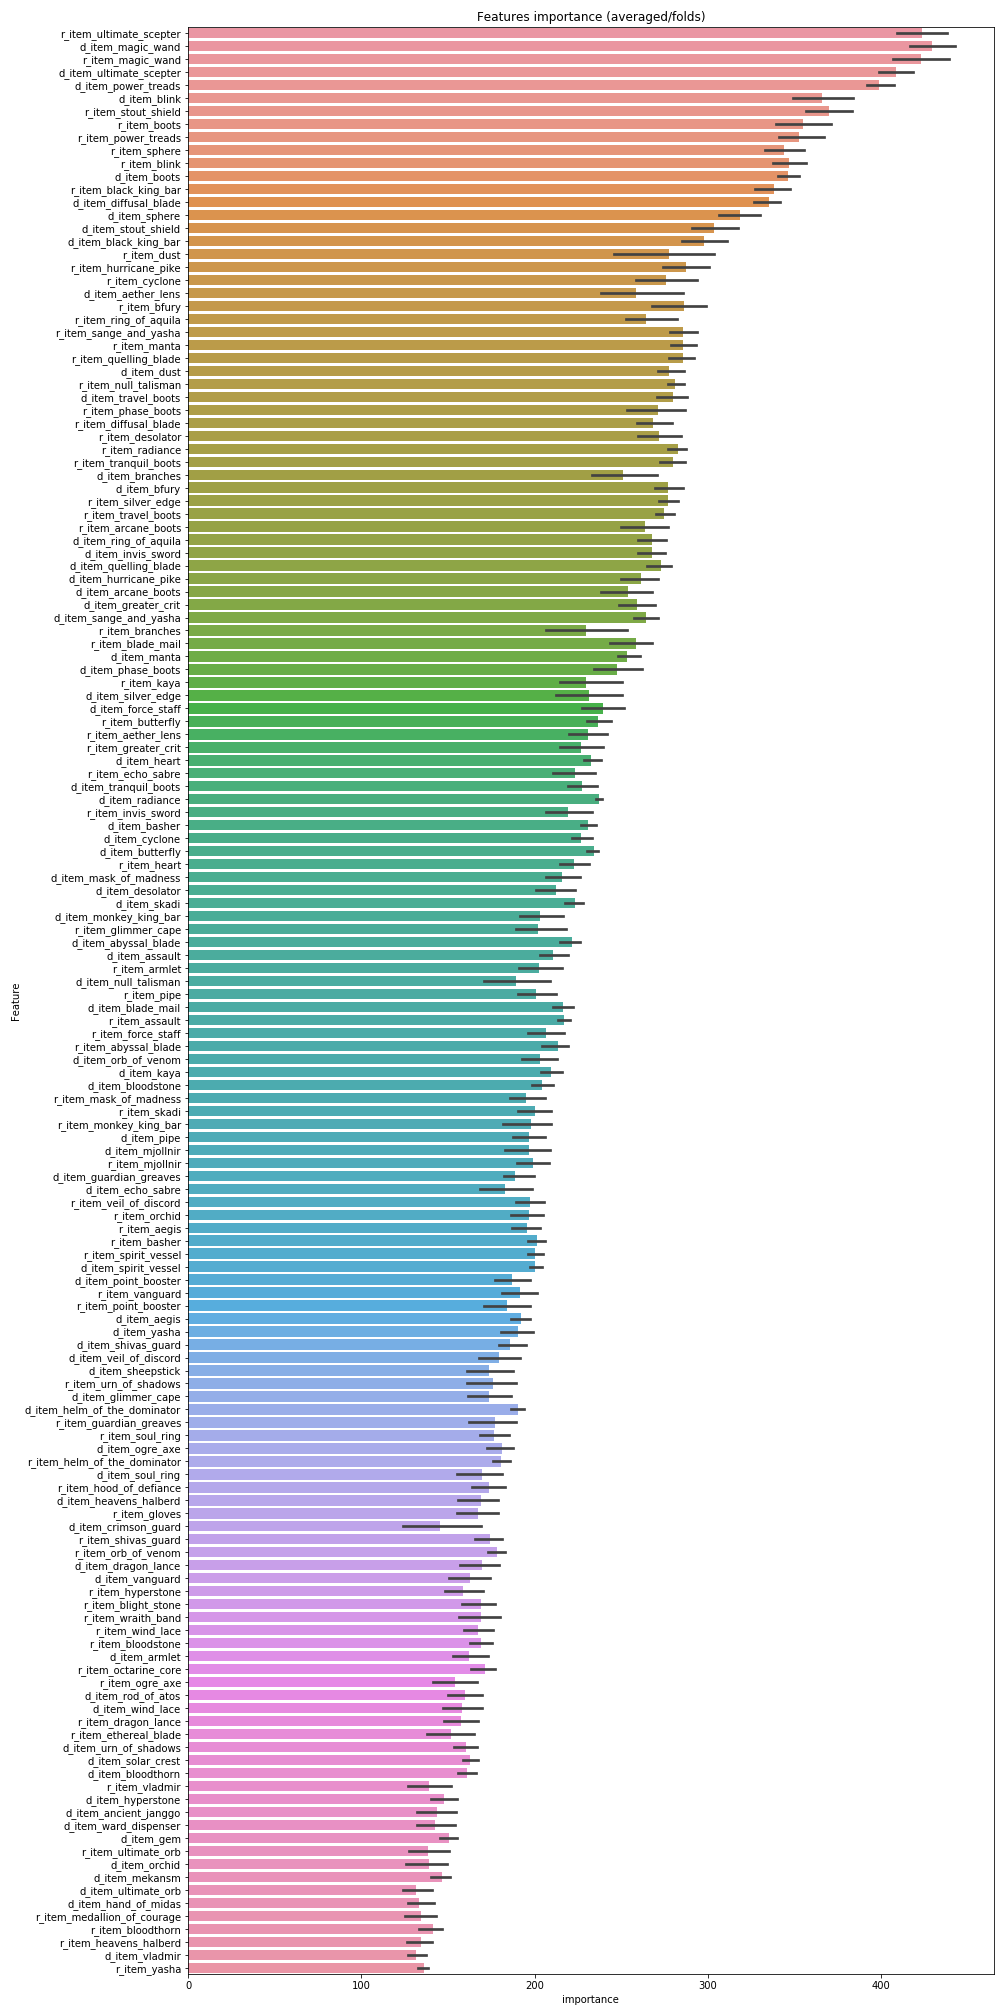 Features importance (averaged/folds)
r_item_ultimate_scepter
d_item_magic_wand
r_item_magic_wand
d_item_ultimate_scepter
d_item_power_treads
d_item_blink
r_item_stout_shield
r_item_boots
r_item_power_treads
r_item_sphere
r_item_blink
d_item_boots
r_item_black_king_bar
d_item_diffusal_blade
d_item_sphere
d_item_stout_shield
d_item_black_king_bar
r_item_dust
r_item_hurricane_pike
r_item_cyclone
d_item_aether_lens
r_item_bfury
r_item_ring_of_aquila
r_item_sange_and_yasha
r_item_manta
r_item_quelling_blade
d_item_dust
r_item_null_talisman
d_item_travel_boots
r_item_phase_boots
r_item_diffusal_blade
r_item_desolator
r_item_radiance
r_item_tranquil_boots
d_item_branches
d_item_bfury
r_item_silver_edge
r_item_travel_boots
r_item_arcane_boots
d_item_ring_of_aquila
d_item_invis_sword
d_item_quelling_blade
d_item_hurricane_pike
d_item_arcane_boots
d_item_greater_crit
d_item_sange_and_yasha
r_item_branches
r_item_blade_mail
d_item_manta
d_item_phase_boots
r_item_kaya
d_item_silver_edge
d_item_force_staff
r_item_butterfly
r_item_aether_lens
r_item_greater_crit
d_item_heart
r_item_echo_sabre
d_item_tranquil_boots
d_item_radiance
r_item_invis_sword
d_item_basher
d_item_cyclone
d_item_butterfly
r_item_heart
d_item_mask_of_madness
d_item_desolator
d_item_skadi
d_item_monkey_king_bar
r_item_glimmer_cape
d_item_abyssal_blade
d_item_assault
r_item_armlet
d_item_null_talisman
r_item_pipe
d_item_blade_mail
r_item_assault
r_item_force_staff
r_item_abyssal_blade
d_item_orb_of_venom
d_item_kaya
d_item_bloodstone
r_item_mask_of_madness
r_item_skadi
r_item_monkey_king_bar
d_item_pipe
d_item_mjollnir
r_item_mjollnir
d_item_guardian_greaves
d_item_echo_sabre
r_item_veil_of_discord
r_item_orchid
r_item_aegis
r_item_basher
r_item_spirit_vessel
d_item_spirit_vessel
d_item_point_booster
r_item_vanguard
r_item_point_booster
d_item_aegis
d_item_yasha
d_item_shivas_guard
d_item_veil_of_discord
d_item_sheepstick
r_item_urn_of_shadows
d_item_glimmer_cape
d_item_helm_of_the_dominator
r_item_guardian_greaves
r_item_soul_ring
d_item_ogre_axe
r_item_helm_of_the_dominator
d_item_soul_ring
r_item_hood_of_defiance
d_item_heavens_halberd
r_item_gloves
d_item_crimson_guard
r_item_shivas_guard
r_item_orb_of_venom
d_item_dragon_lance
d_item_vanguard
r_item_hyperstone
r_item_blight_stone
r_item_wraith_band
r_item_wind_lace
r_item_bloodstone
d_item_armlet
r_item_octarine_core
r_item_ogre_axe
d_item_rod_of_atos
d_item_wind_lace
r_item_dragon_lance
r_item_ethereal_blade
d_item_urn_of_shadows
d_item_solar_crest
d_item_bloodthorn
r_item_vladmir
d_item_hyperstone
d_item_ancient_janggo
d_item_ward_dispenser
d_item_gem
r_item_ultimate_orb
d_item_orchid
d_item_mekansm
d_item_ultimate_orb
d_item_hand_of_midas
r_item_medallion_of_courage
r_item_bloodthorn
r_item_heavens_halberd
d_item_vladmir
r_item_yasha
Feature
0 100 200 300 400
importance